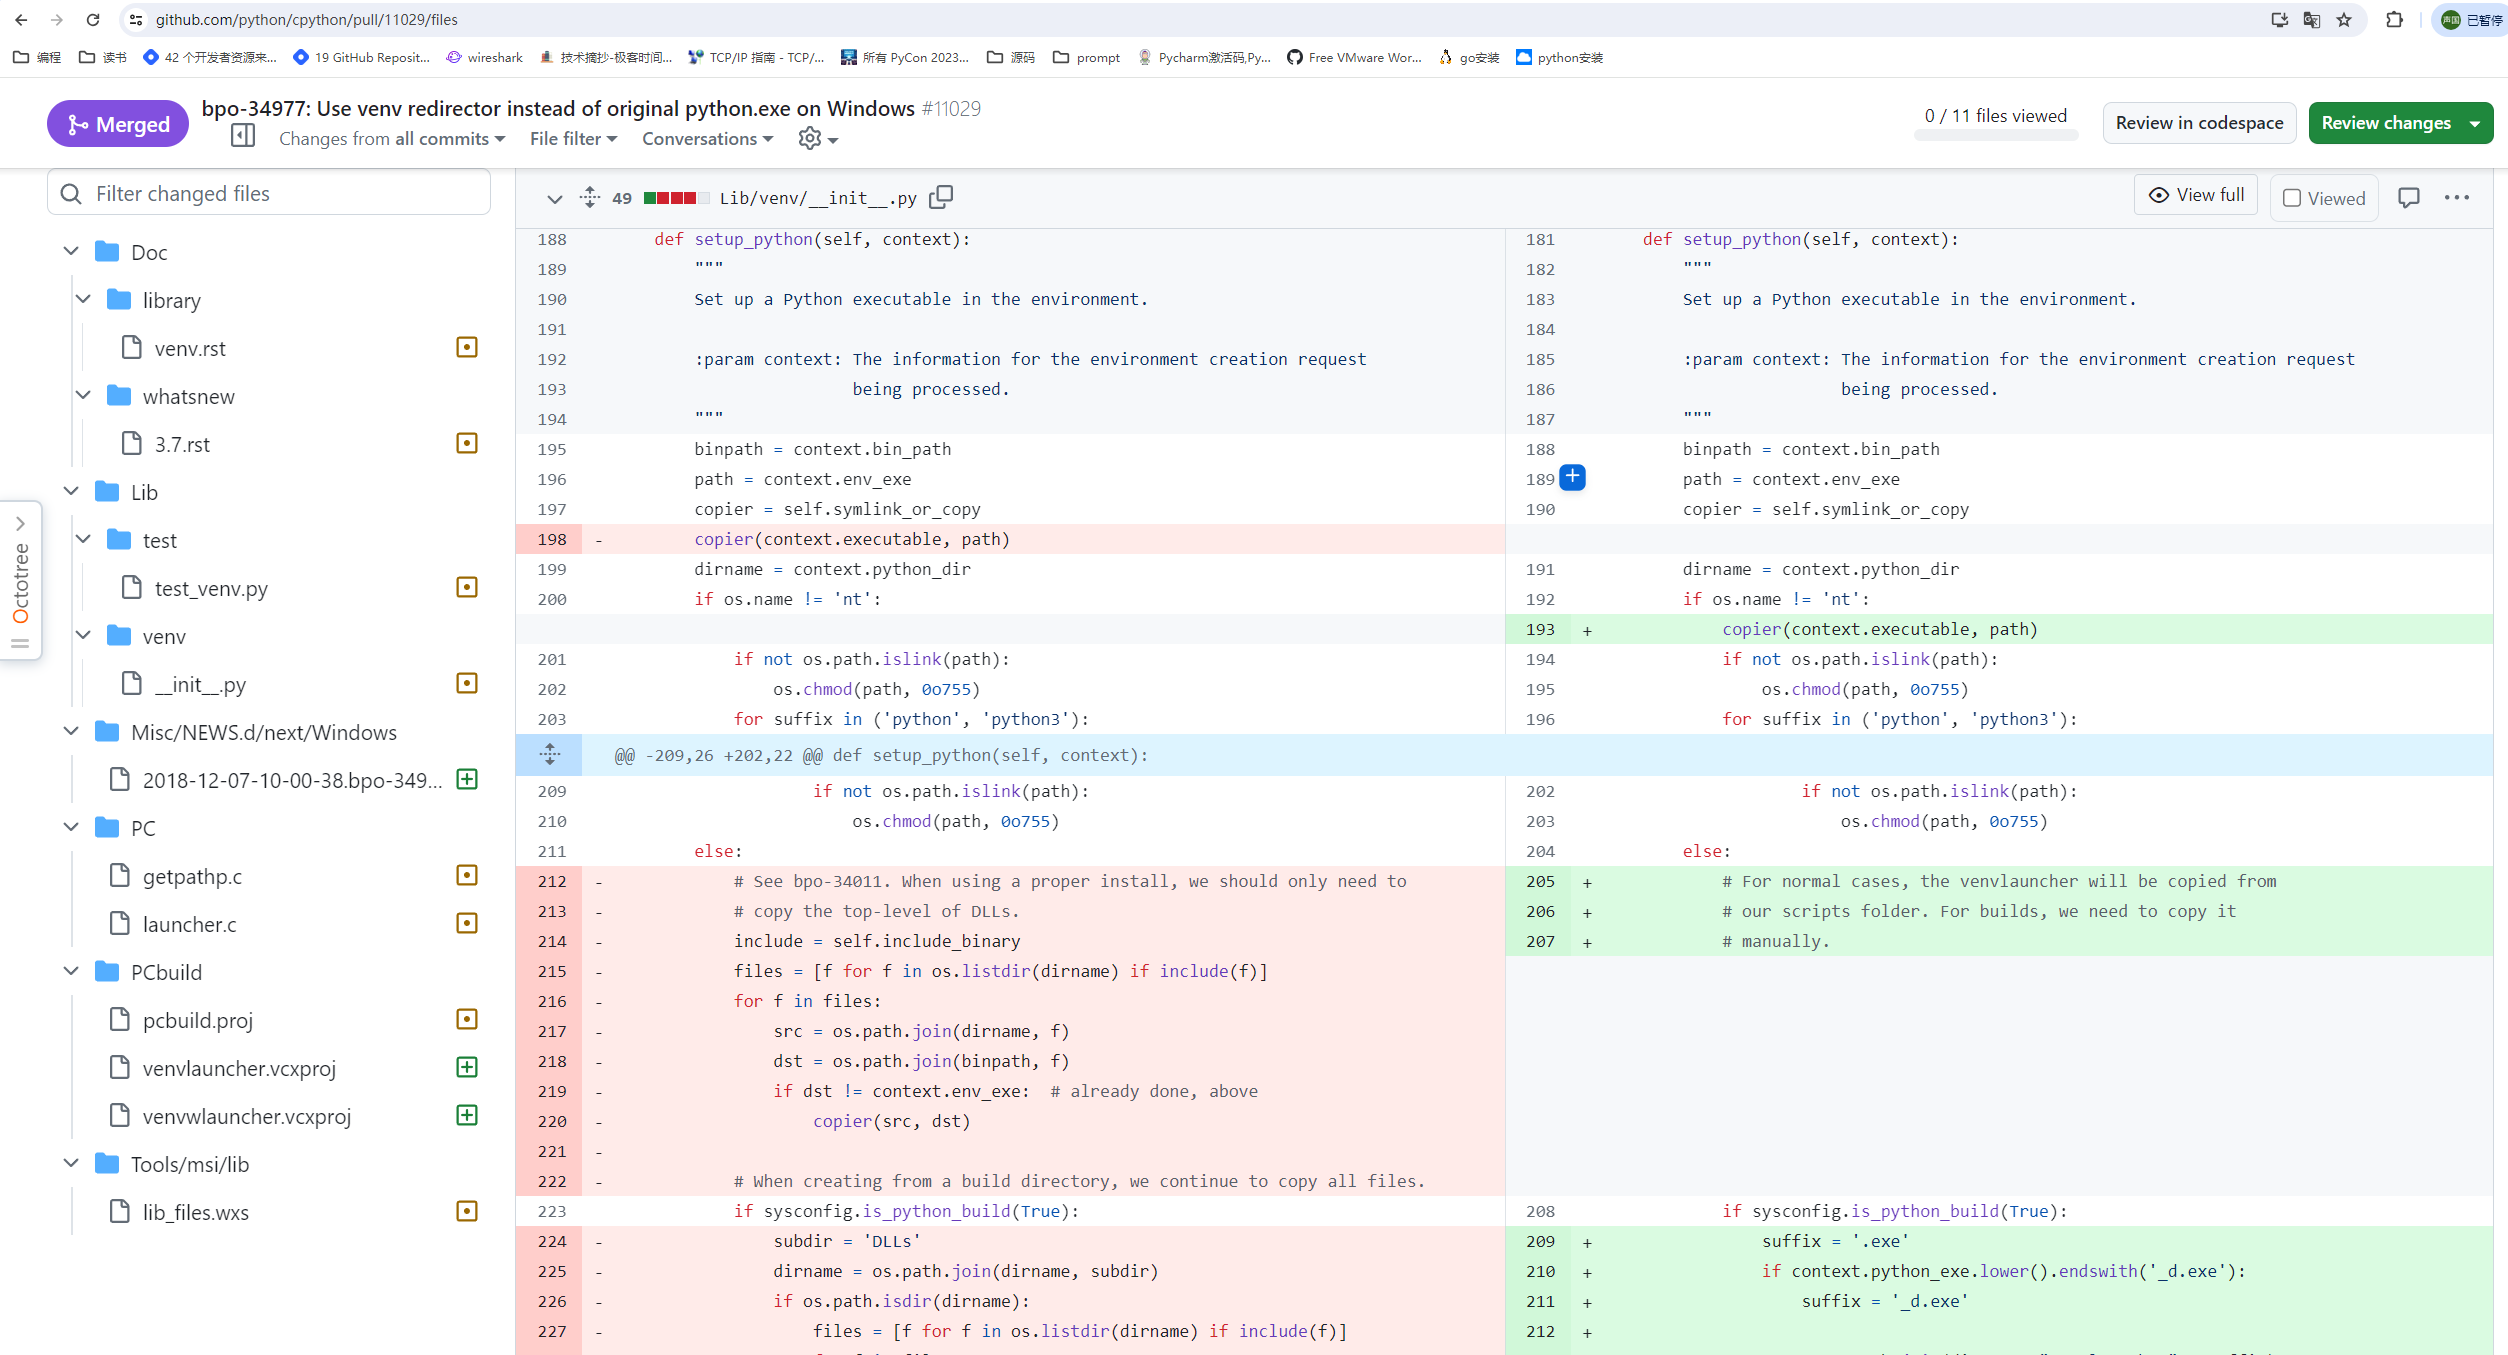 github.com/python/cpython/pull/11029/files
声国 已暂停
编程 读书 42 个开发者资源来... 19 GitHub Reposit... wireshark 技术摘抄-极客时间... TCP/IP 指南 - TCP/... 所有 PyCon 2023... 源码 prompt Pycharm激活码,Py... Free VMware Wor... go安装 python安装
Merged
bpo-34977: Use venv redirector instead of original python.exe on Windows #11029
Changes from all commits File filter Conversations
0 / 11 files viewed
Review in codespace
Review changes
Filter changed files
Doc
library
venv.rst
whatsnew
3.7.rst
Lib
test
test_venv.py
venv
__init__.py
Misc/NEWS.d/next/Windows
2018-12-07-10-00-38.bpo-349...
PC
getpathp.c
launcher.c
PCbuild
pcbuild.proj
venvlauncher.vcxproj
venvwlauncher.vcxproj
Tools/msi/lib
lib_files.wxs
Octotree
49 Lib/venv/__init__.py
View full
Viewed
188 def setup_python(self, context):
189 """
190 Set up a Python executable in the environment.
191
192 :param context: The information for the environment creation request
193 being processed.
194 """
195 binpath = context.bin_path
196 path = context.env_exe
197 copier = self.symlink_or_copy
198 - copier(context.executable, path)
199 dirname = context.python_dir
200 if os.name != 'nt':
201 if not os.path.islink(path):
202 os.chmod(path, 0o755)
203 for suffix in ('python', 'python3'):
@@ -209,26 +202,22 @@ def setup_python(self, context):
209 if not os.path.islink(path):
210 os.chmod(path, 0o755)
211 else:
212 - # See bpo-34011. When using a proper install, we should only need to
213 - # copy the top-level of DLLs.
214 - include = self.include_binary
215 - files = [f for f in os.listdir(dirname) if include(f)]
216 - for f in files:
217 - src = os.path.join(dirname, f)
218 - dst = os.path.join(binpath, f)
219 - if dst != context.env_exe:  # already done, above
220 - copier(src, dst)
221 -
222 - # When creating from a build directory, we continue to copy all files.
223 if sysconfig.is_python_build(True):
224 - subdir = 'DLLs'
225 - dirname = os.path.join(dirname, subdir)
226 - if os.path.isdir(dirname):
227 - files = [f for f in os.listdir(dirname) if include(f)]
181 def setup_python(self, context):
182 """
183 Set up a Python executable in the environment.
184
185 :param context: The information for the environment creation request
186 being processed.
187 """
188 binpath = context.bin_path
189 path = context.env_exe
190 copier = self.symlink_or_copy
191 dirname = context.python_dir
192 if os.name != 'nt':
193 + copier(context.executable, path)
194 if not os.path.islink(path):
195 os.chmod(path, 0o755)
196 for suffix in ('python', 'python3'):
202 if not os.path.islink(path):
203 os.chmod(path, 0o755)
204 else:
205 + # For normal cases, the venvlauncher will be copied from
206 + # our scripts folder. For builds, we need to copy it
207 + # manually.
208 if sysconfig.is_python_build(True):
209 + suffix = '.exe'
210 + if context.python_exe.lower().endswith('_d.exe'):
211 + suffix = '_d.exe'
212 +